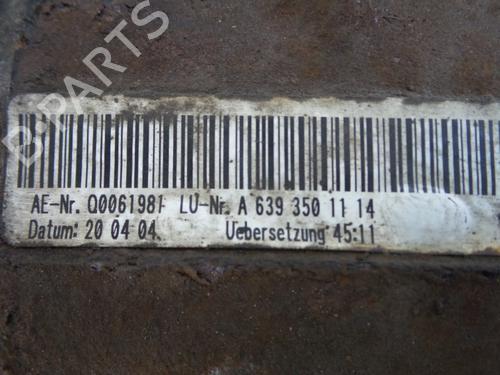 B-PARTS
AE-Nr. Q0061981 LU-Nr. A 639 350 11 14
Datum: 20 04 04 Uebersetzung 45:11